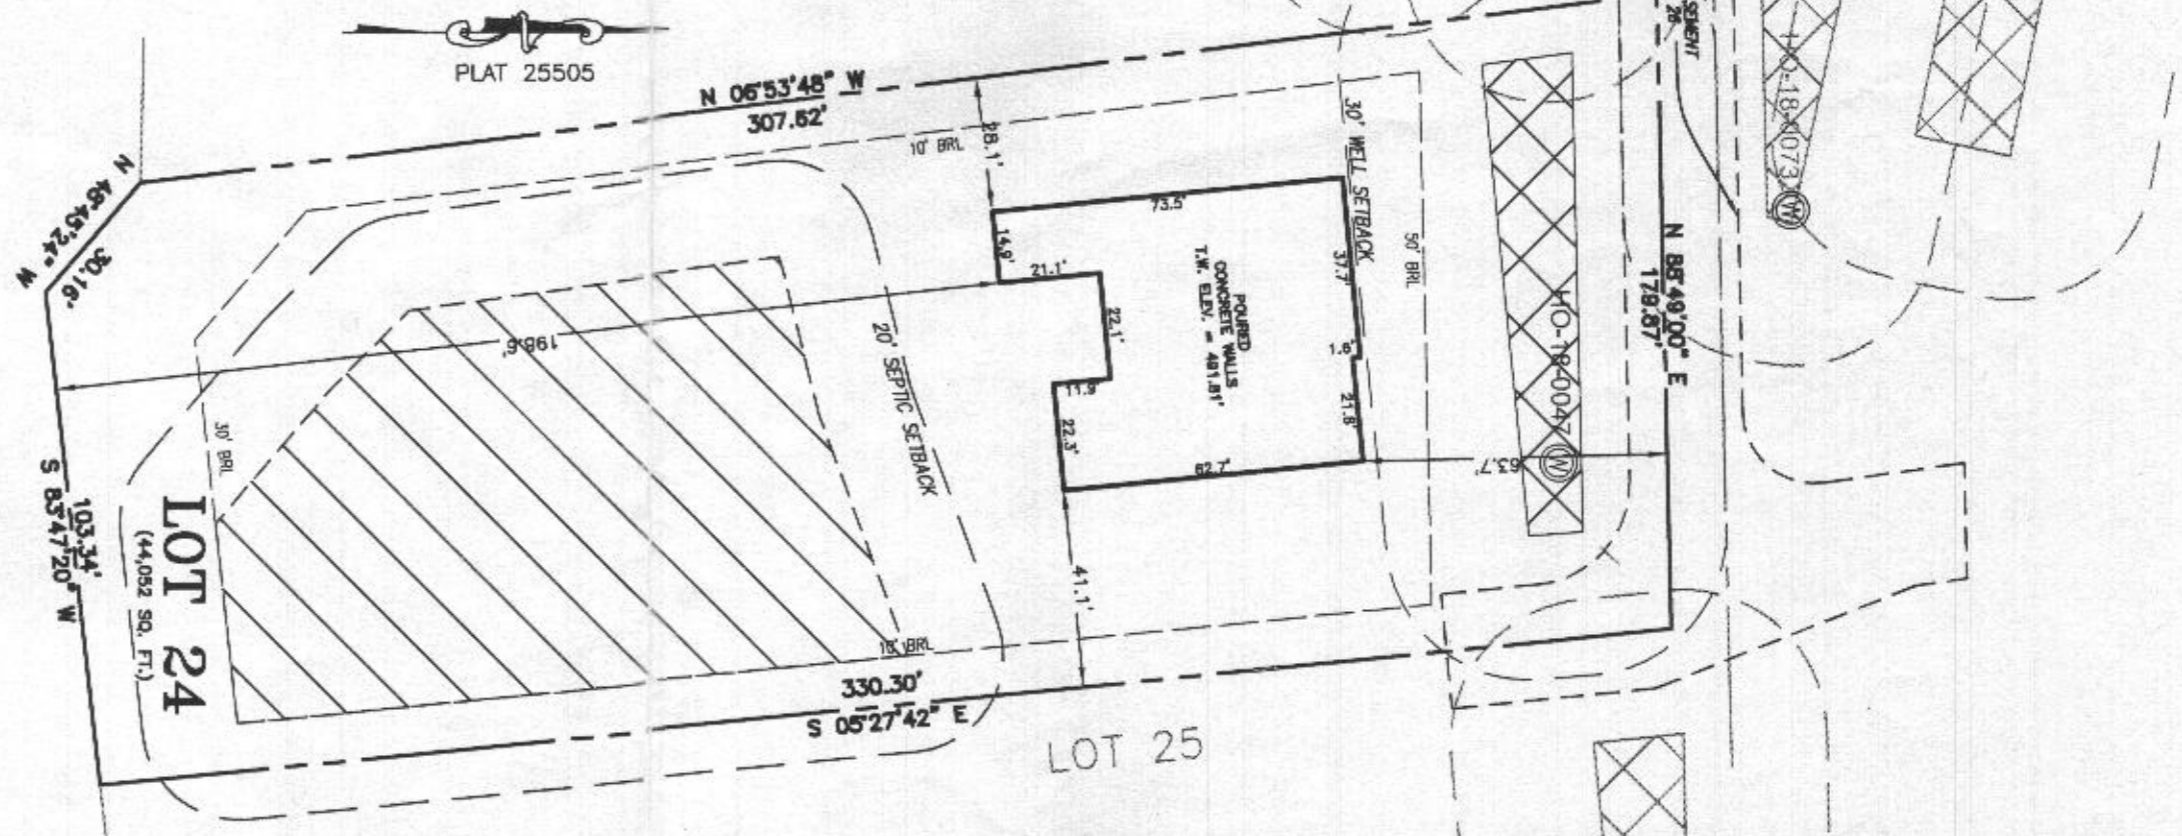 PLAT 25505
N 06°53'48" W
307.62'
N 48°45'24" W
30.16'
28.1'
10' BRL
30' WELL SETBACK
50' BRL
73.5'
14.9'
21.1'
22.1'
11.9'
22.3'
62.7'
37.7'
1.6'
21.8'
POURED
CONCRETE WALLS
T.W. ELEV. = 491.81'
198.6'
20' SEPTIC SETBACK
30' BRL
HO-18-0047
W
63.7'
N 88°49'00" E
179.87'
HO-18-0073
W
103.34'
S 83°47'20" W
LOT 24
(44,052 SQ. FT.)
41.1'
10' BRL
330.30'
S 05°27'42" E
LOT 25